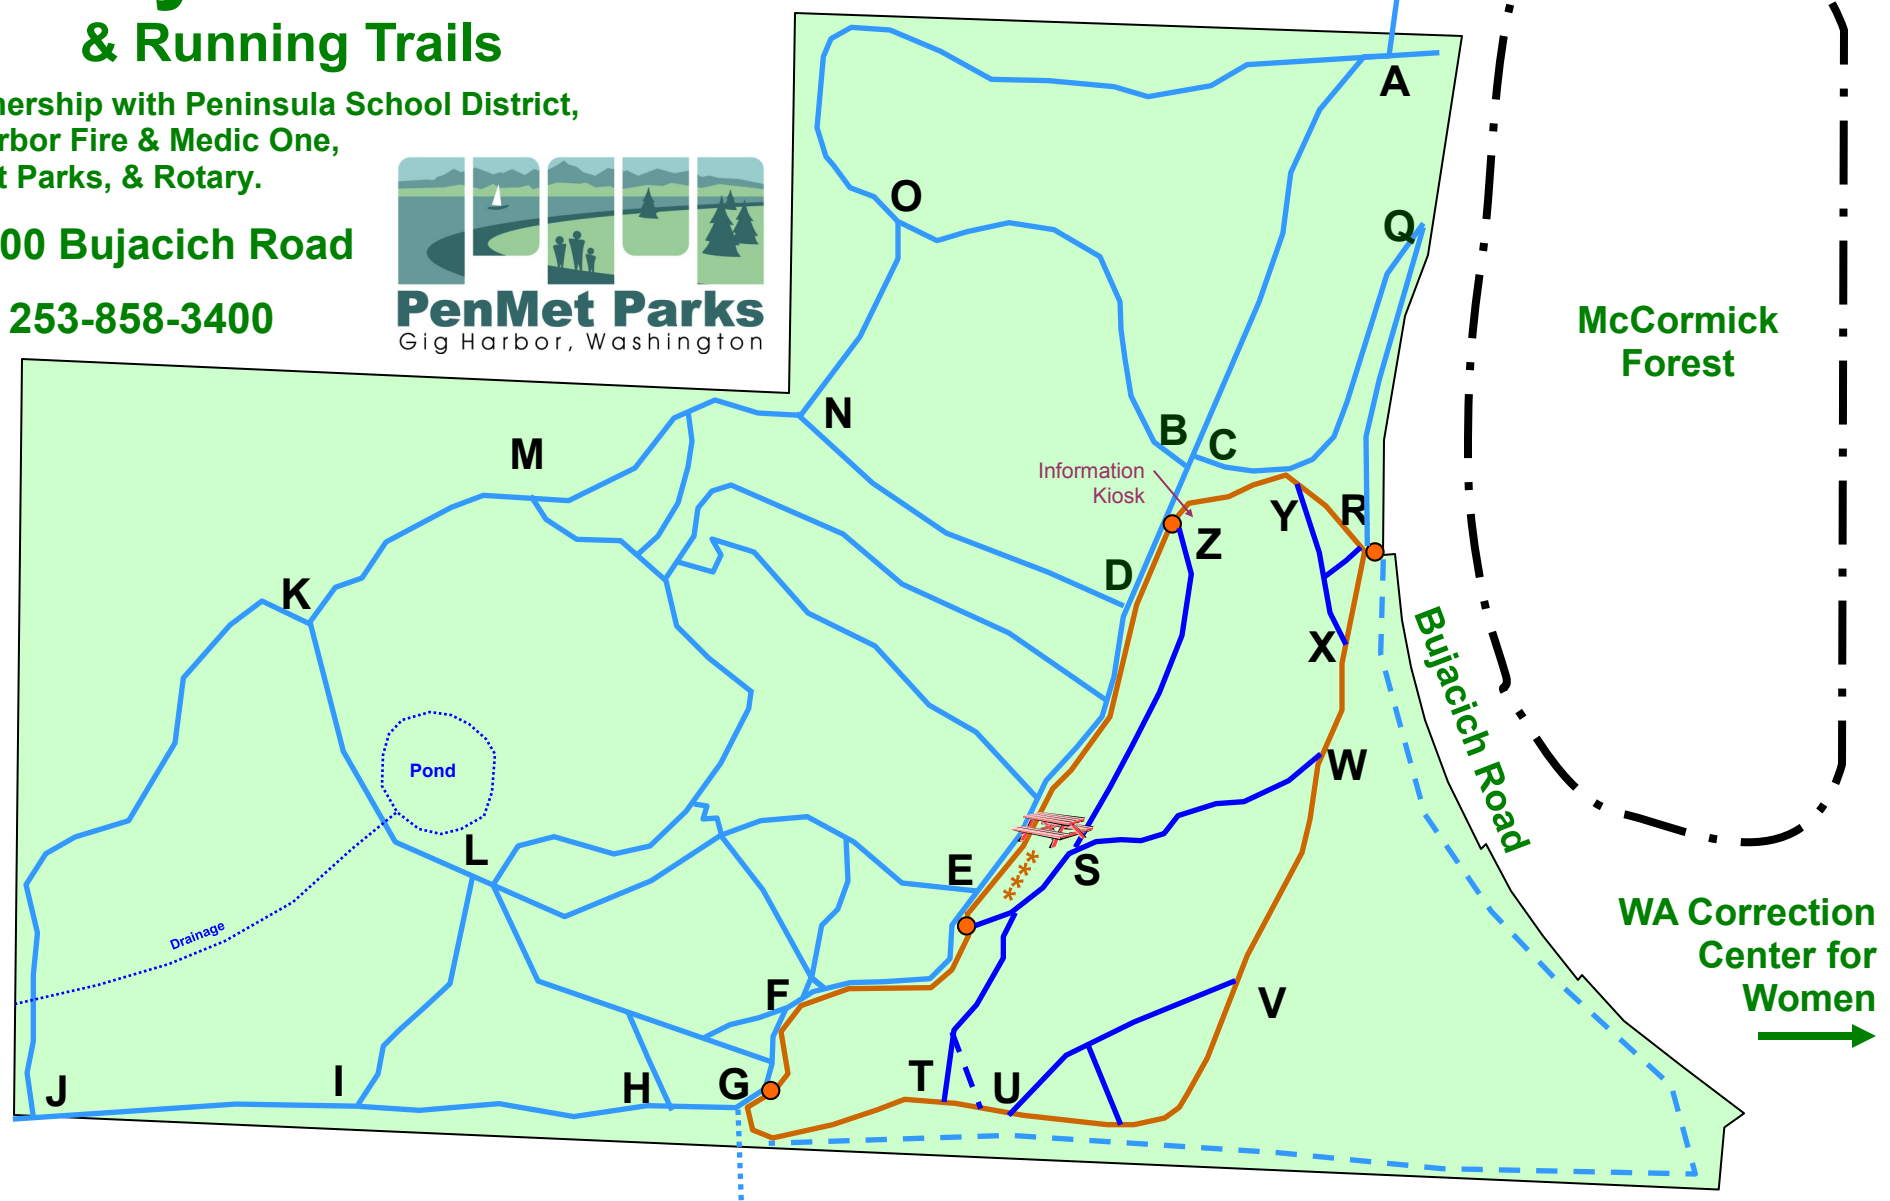 & Running Trails
nership with Peninsula School District,
rbor Fire & Medic One,
t Parks, & Rotary.
00 Bujacich Road
253-858-3400
PenMet Parks
Gig Harbor, Washington
A
O
Q
McCormick
Forest
N
M
B
C
Information
Kiosk
Y
R
Z
D
K
X
Bujacich Road
W
Pond
L
E
S
****
WA Correction
Center for
Women
Drainage
F
V
J
I
H
G
T
U